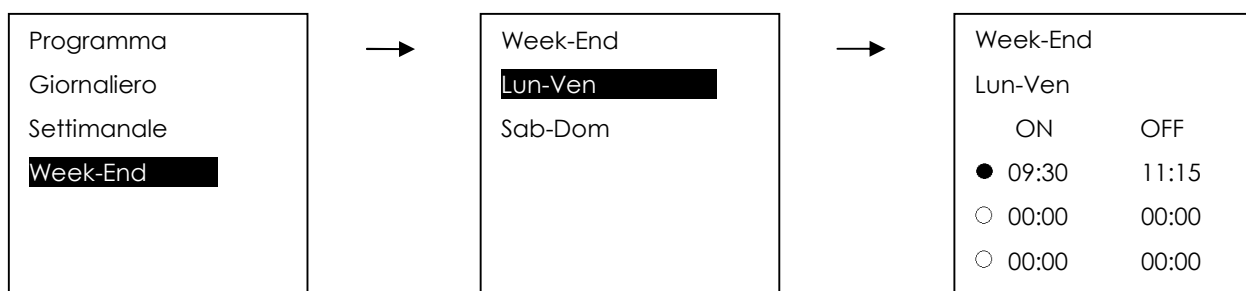 Programma
Giornaliero
Settimanale
Week-End
Week-End
Lun-Ven
Sab-Dom
Week-End
Lun-Ven
ON OFF
09:30 11:15
00:00 00:00
00:00 00:00